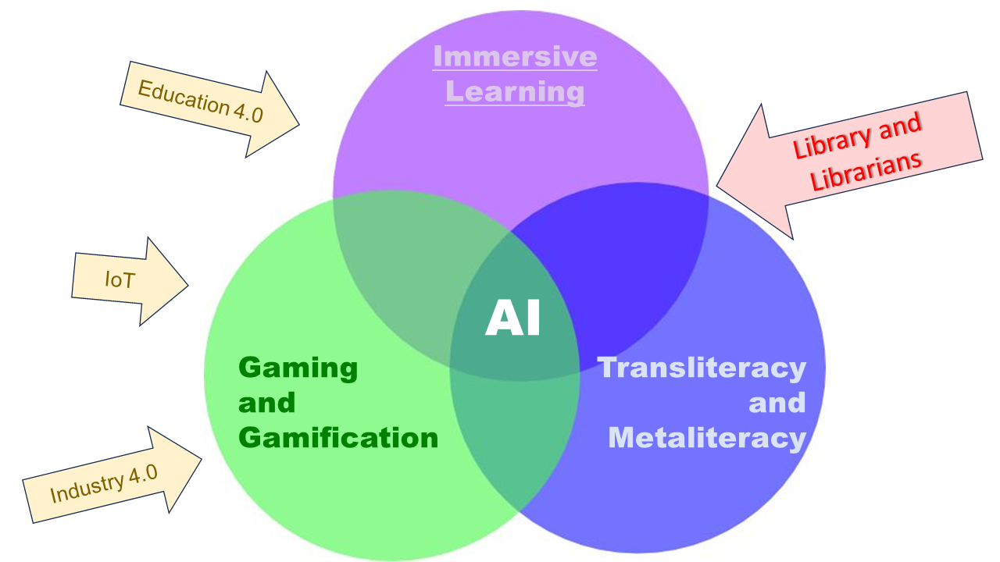 Immersive
Learning
Education 4.0
Library and
Librarians
IoT
AI
Gaming
and
Gamification
Transliteracy
and
Metaliteracy
Industry 4.0